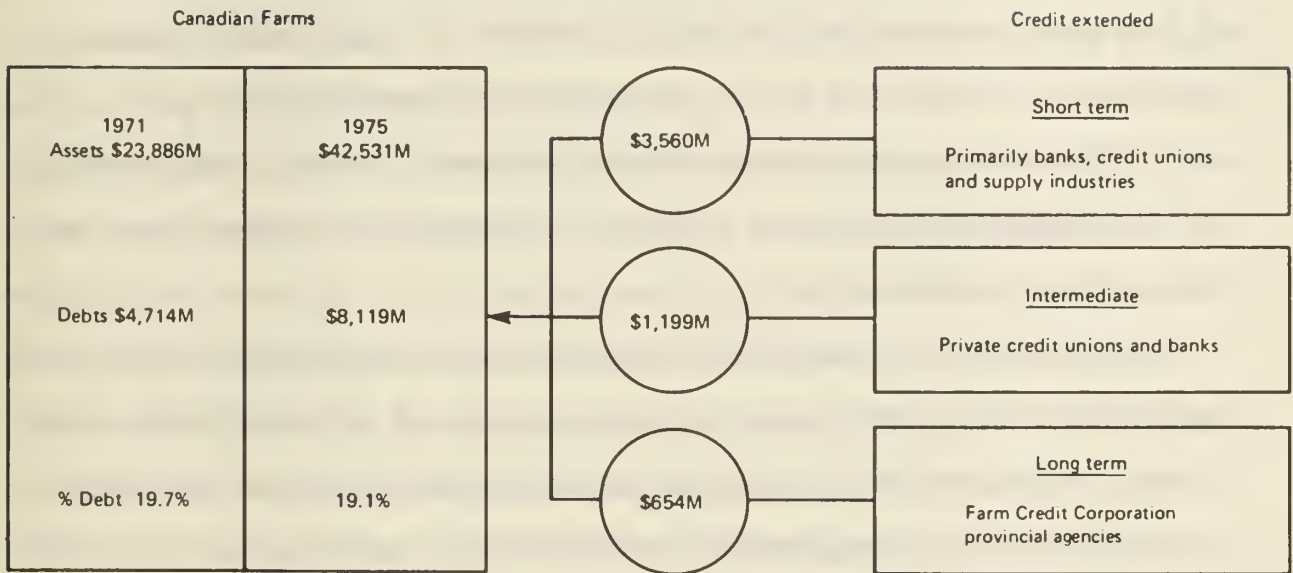 Canadian Farms
1971
Assets $23,886M
Debts $4,714M
% Debt 19.7%
1975
$42,531M
$8,119M
19.1%
$3,560M
$1,199M
$654M
Credit extended
Short term
Primarily banks, credit unions
and supply industries
Intermediate
Private credit unions and banks
Long term
Farm Credit Corporation
provincial agencies